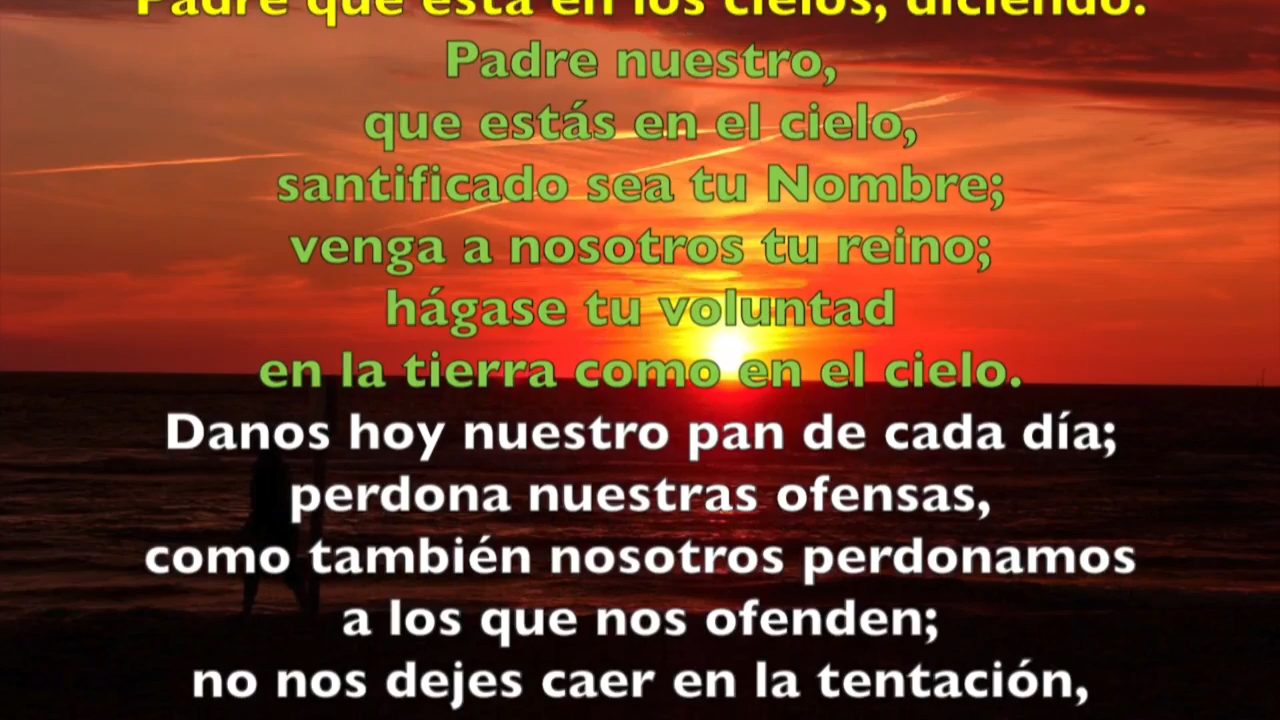 Padre que está en los cielos, diciendo:
Padre nuestro,
que estás en el cielo,
santificado sea tu Nombre;
venga a nosotros tu reino;
hágase tu voluntad
en la tierra como en el cielo.
Danos hoy nuestro pan de cada día;
perdona nuestras ofensas,
como también nosotros perdonamos
a los que nos ofenden;
no nos dejes caer en la tentación,